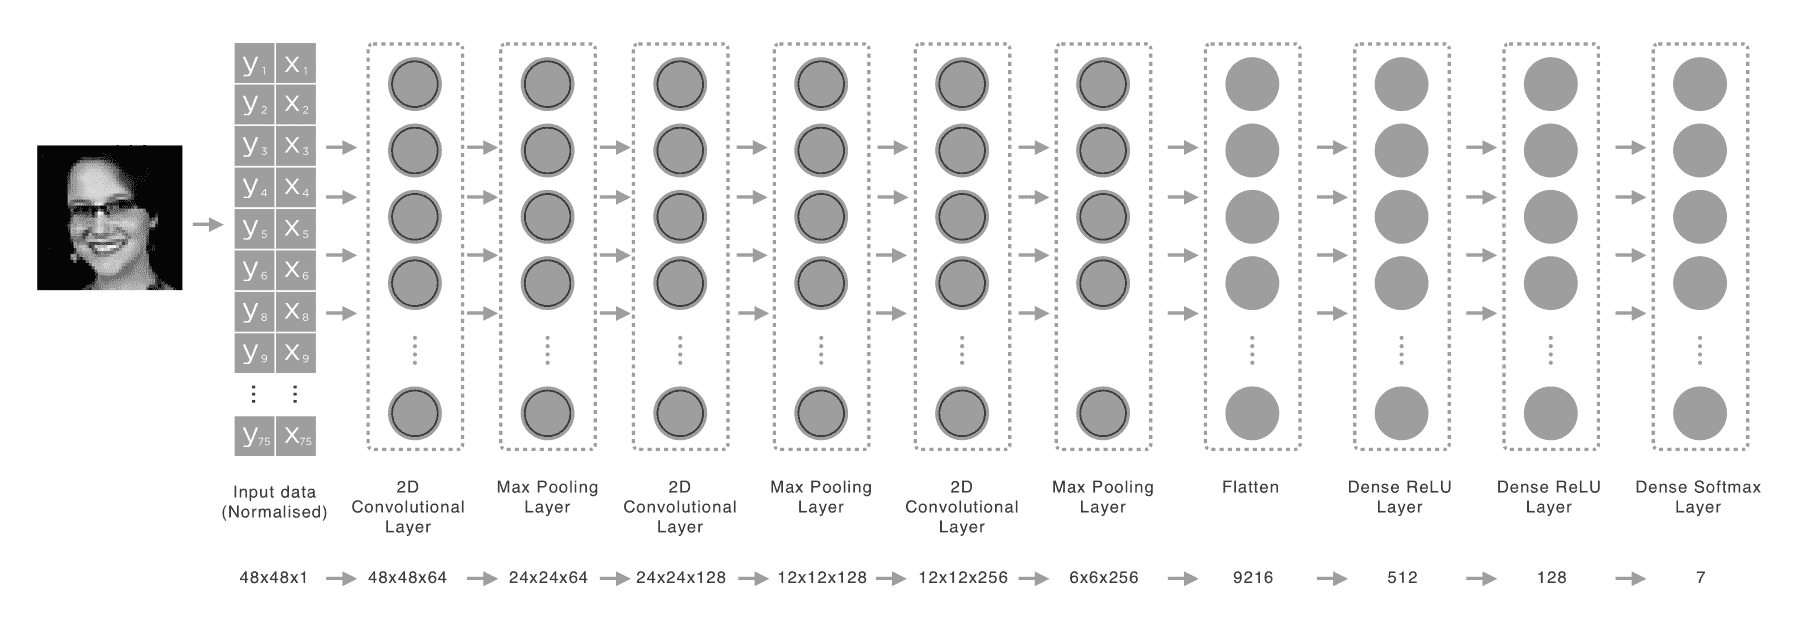 y1 x1
y2 x2
y3 x3
y4 x4
y5 x5
y6 x6
y8 x8
y9 x9
⋮ ⋮
y75 x75
Input data
(Normalised)
2D
Convolutional
Layer
Max Pooling
Layer
2D
Convolutional
Layer
Max Pooling
Layer
2D
Convolutional
Layer
Max Pooling
Layer
Flatten
Dense ReLU
Layer
Dense ReLU
Layer
Dense Softmax
Layer
48x48x1 48x48x64 24x24x64 24x24x128 12x12x128 12x12x256 6x6x256 9216 512 128 7